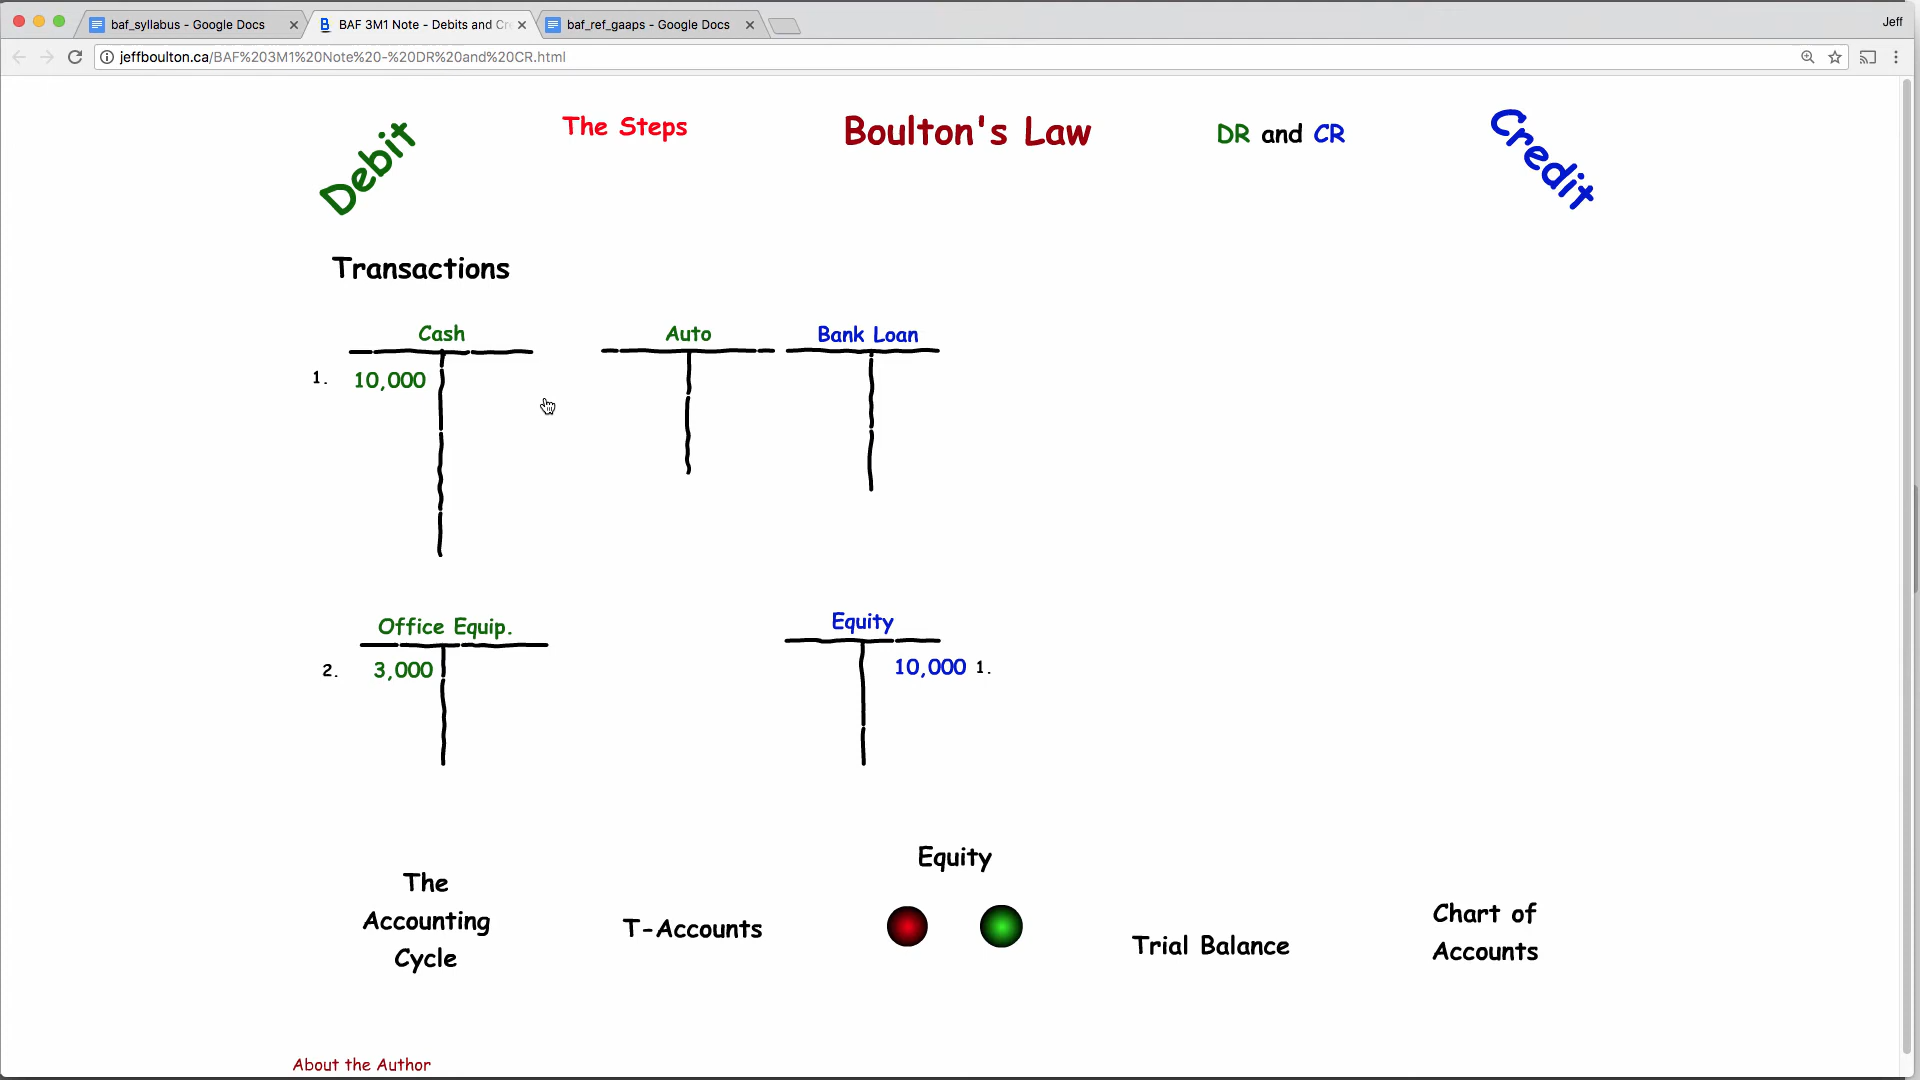 baf_syllabus - Google Docs
BAF 3M1 Note - Debits and Cr
baf_ref_gaaps - Google Docs
Jeff
jeffboulton.ca/BAF%203M1%20Note%20-%20DR%20and%20CR.html
Debit
The Steps
Boulton's Law
DR and CR
Credit
Transactions
Cash
Auto
Bank Loan
1. 10,000
Office Equip.
Equity
2. 3,000
10,000 1.
Equity
The
Accounting
Cycle
T-Accounts
Trial Balance
Chart of
Accounts
About the Author